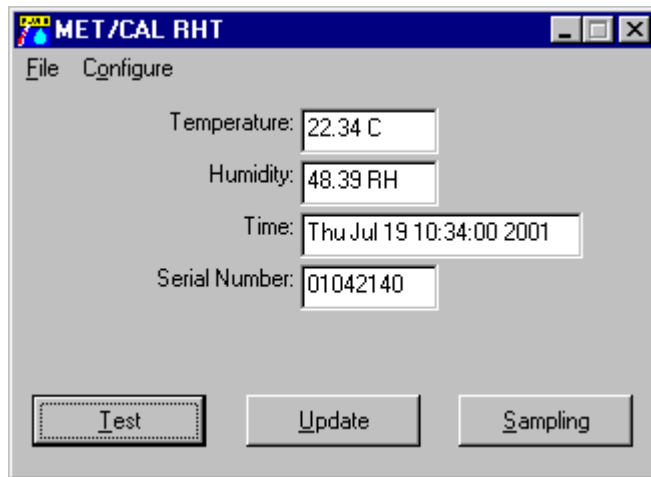 MET/CAL RHT
File Configure
Temperature: 22.34 C
Humidity: 48.39 RH
Time: Thu Jul 19 10:34:00 2001
Serial Number: 01042140
Test Update Sampling